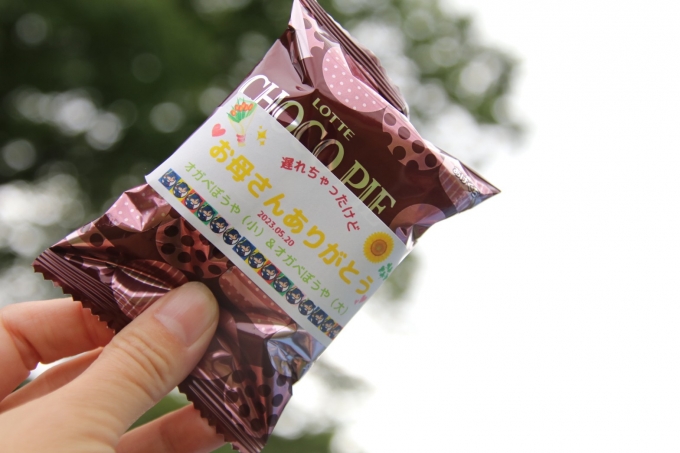 LOTTE
CHOCO PIE
遅れちゃったけど
お母さんありがとう
2023.05.20
オガベぼうや（小）＆オガベぼうや（大）